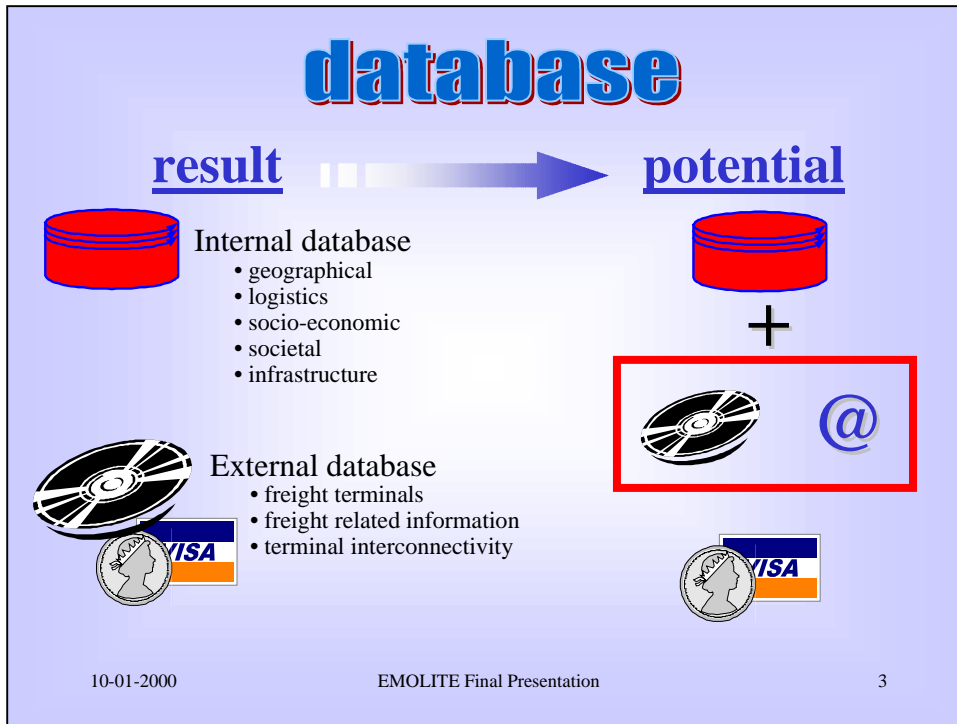 database
result
potential
Internal database
• geographical
• logistics
• socio-economic
• societal
• infrastructure
+
@
External database
• freight terminals
• freight related information
• terminal interconnectivity
VISA
VISA
10-01-2000
EMOLITE Final Presentation
3